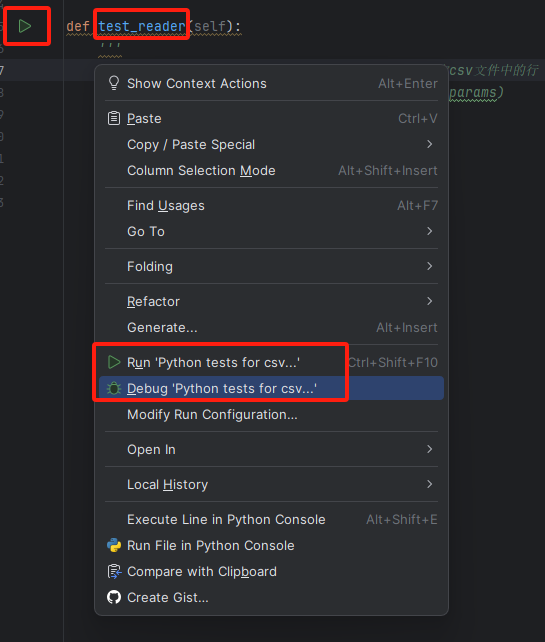 def test_reader(self):
'''
csv文件中的行
params)
Show Context Actions Alt+Enter
Paste Ctrl+V
Copy / Paste Special
Column Selection Mode Alt+Shift+Insert
Find Usages Alt+F7
Go To
Folding
Refactor
Generate... Alt+Insert
Run 'Python tests for csv...' Ctrl+Shift+F10
Debug 'Python tests for csv...'
Modify Run Configuration...
Open In
Local History
Execute Line in Python Console Alt+Shift+E
Run File in Python Console
Compare with Clipboard
Create Gist...